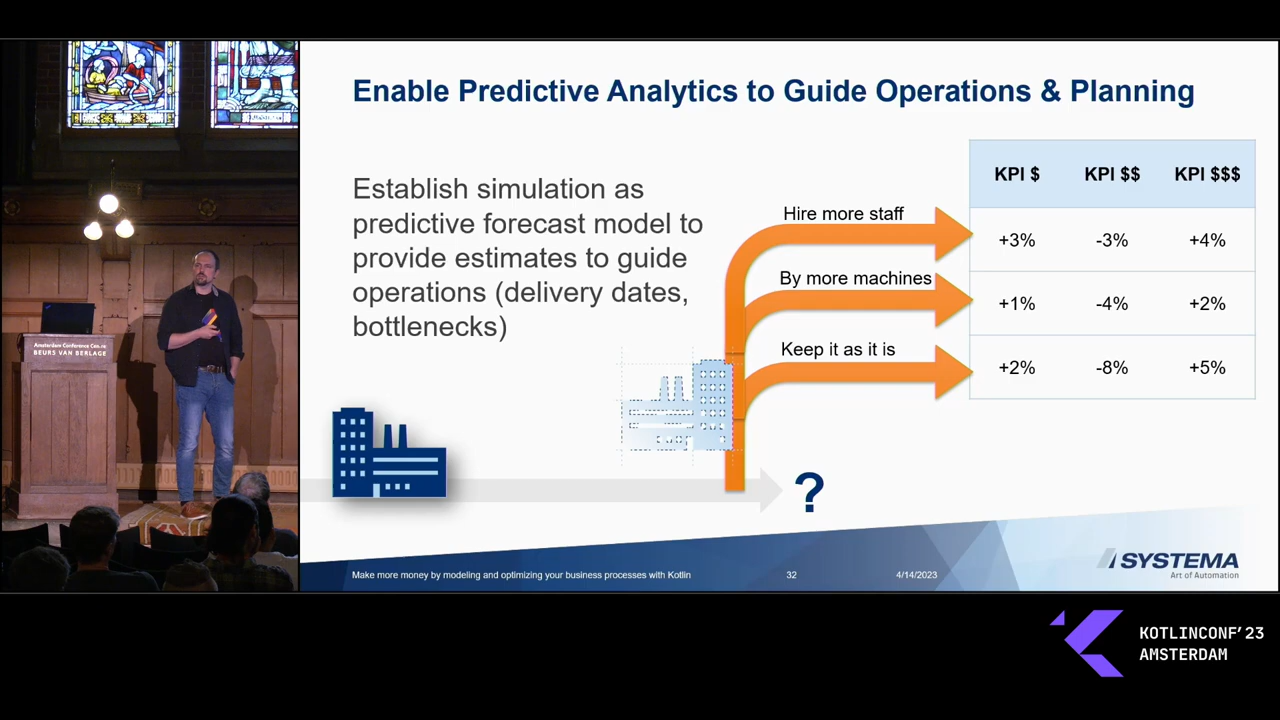 Enable Predictive Analytics to Guide Operations & Planning
Establish simulation as
predictive forecast model to
provide estimates to guide
operations (delivery dates,
bottlenecks)
Hire more staff
By more machines
Keep it as it is
KPI $ KPI $$ KPI $$$
+3% -3% +4%
+1% -4% +2%
+2% -8% +5%
?
Make more money by modeling and optimizing your business processes with Kotlin
32
4/14/2023
SYSTEMA
Art of Automation
Amsterdam Conference Centre
BEURS VAN BERLAGE
KOTLINCONF'23
AMSTERDAM